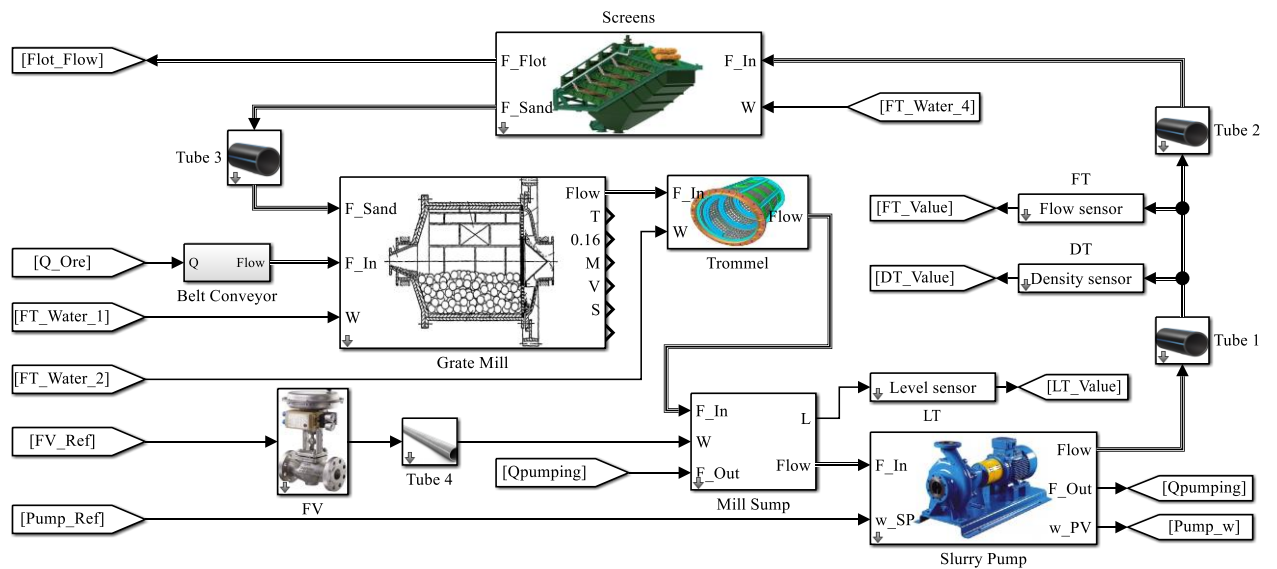 Screens
[Flot_Flow]
F_Flot
F_In
F_Sand
W
[FT_Water_4]
Tube 3
Tube 2
F_Sand
Flow
T
0.16
M
V
S
F_In
W
Grate Mill
F_In
Flow
W
Trommel
FT
[FT_Value]
Flow sensor
DT
[DT_Value]
Density sensor
[Q_Ore]
Q
Flow
Belt Conveyor
[FT_Water_1]
Tube 1
[FT_Water_2]
Level sensor
[LT_Value]
LT
F_In
L
W
Flow
F_Out
Mill Sump
[FV_Ref]
FV
Tube 4
[Qpumping]
F_In
Flow
F_Out
w_SP
w_PV
Slurry Pump
[Qpumping]
[Pump_w]
[Pump_Ref]